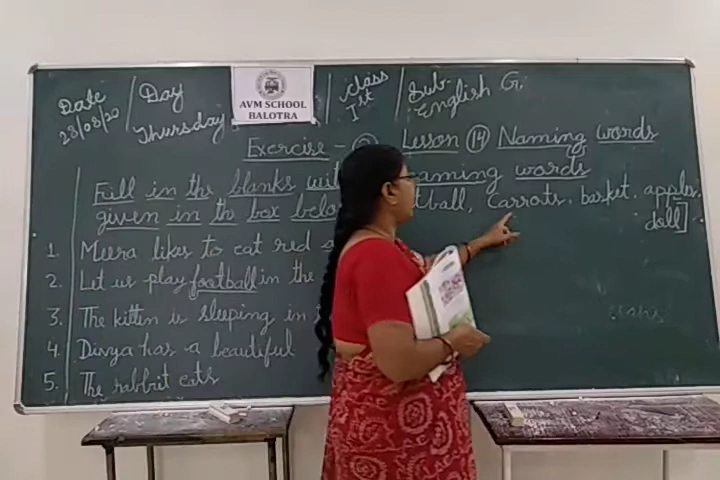 Date 28/08/20
Day Thursday
AVM SCHOOL BALOTRA
class Ist
Sub- English G
Exercise Lesson 14 Naming words
Fill in the blanks naming words
given in the box ball, Carrots, basket, apples, doll]
1. Meera likes to eat red
2. Let us play football in the
3. The kitten is sleeping in
4. Divya has a beautiful
5. The rabbit eats